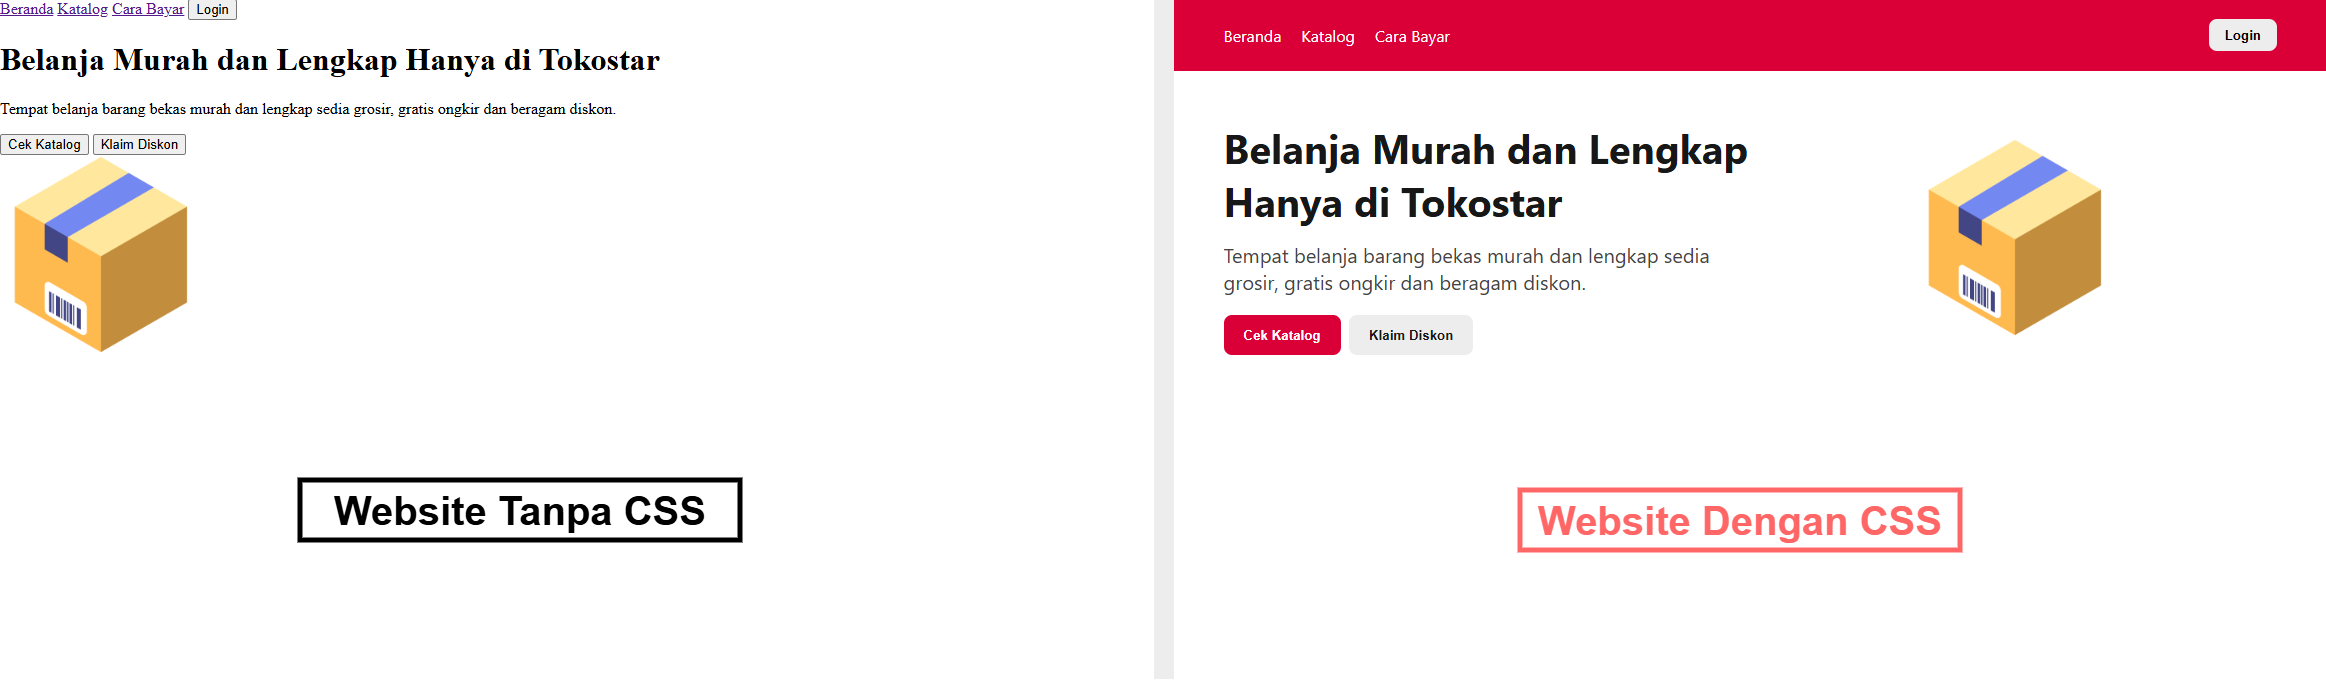 Beranda Katalog Cara Bayar Login
Belanja Murah dan Lengkap Hanya di Tokostar
Tempat belanja barang bekas murah dan lengkap sedia grosir, gratis ongkir dan beragam diskon.
Cek Katalog Klaim Diskon
Website Tanpa CSS
Beranda Katalog Cara Bayar Login
Belanja Murah dan Lengkap
Hanya di Tokostar
Tempat belanja barang bekas murah dan lengkap sedia
grosir, gratis ongkir dan beragam diskon.
Cek Katalog Klaim Diskon
Website Dengan CSS